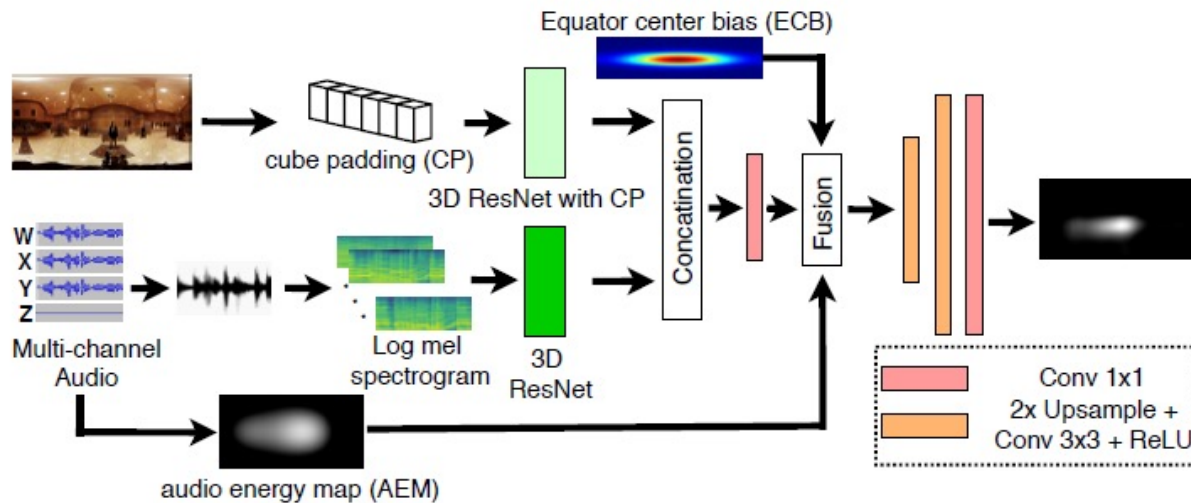 Equator center bias (ECB)
cube padding (CP)
3D ResNet with CP
Concatination
Fusion
W
X
Y
Z
Multi-channel
Audio
Log mel
spectrogram
3D
ResNet
audio energy map (AEM)
Conv 1x1
2x Upsample +
Conv 3x3 + ReLU